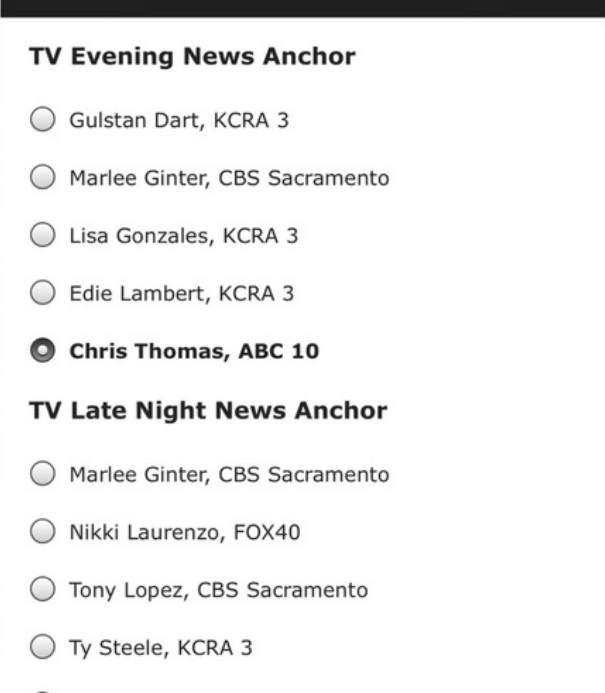 TV Evening News Anchor
Gulstan Dart, KCRA 3
Marlee Ginter, CBS Sacramento
Lisa Gonzales, KCRA 3
Edie Lambert, KCRA 3
Chris Thomas, ABC 10
TV Late Night News Anchor
Marlee Ginter, CBS Sacramento
Nikki Laurenzo, FOX40
Tony Lopez, CBS Sacramento
Ty Steele, KCRA 3